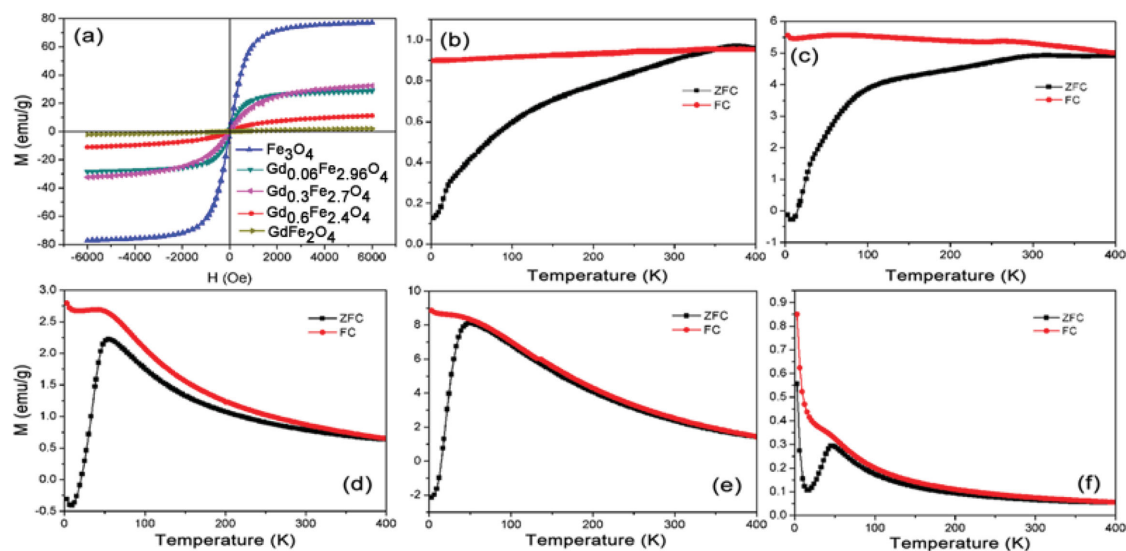 (a)
80
60
40
20
0
-20
-40
-60
80
-6000 -4000 -2000 0 2000 4000 6000
M (emu/g)
H (Oe)
Fe3O4
Gd0.06Fe2.96O4
Gd0.3Fe2.7O4
Gd0.6Fe2.4O4
GdFe2O4
(b)
1.0
0.8
0.6
0.4
0.2
0.0
0 100 200 300 400
ZFC
FC
Temperature (K)
(c)
6
5
4
3
2
1
0
-1
0 100 200 300 400
ZFC
FC
Temperature (K)
3.0
2.5
2.0
1.5
1.0
0.5
0.0
-0.5
0 100 200 300 400
M (emu/g)
ZFC
FC
(d)
Temperature (K)
10
8
6
4
2
0
-2
0 100 200 300 400
ZFC
FC
(e)
Temperature (K)
0.9
0.8
0.7
0.6
0.5
0.4
0.3
0.2
0.1
0.0
0 100 200 300 400
ZFC
FC
(f)
Temperature (K)